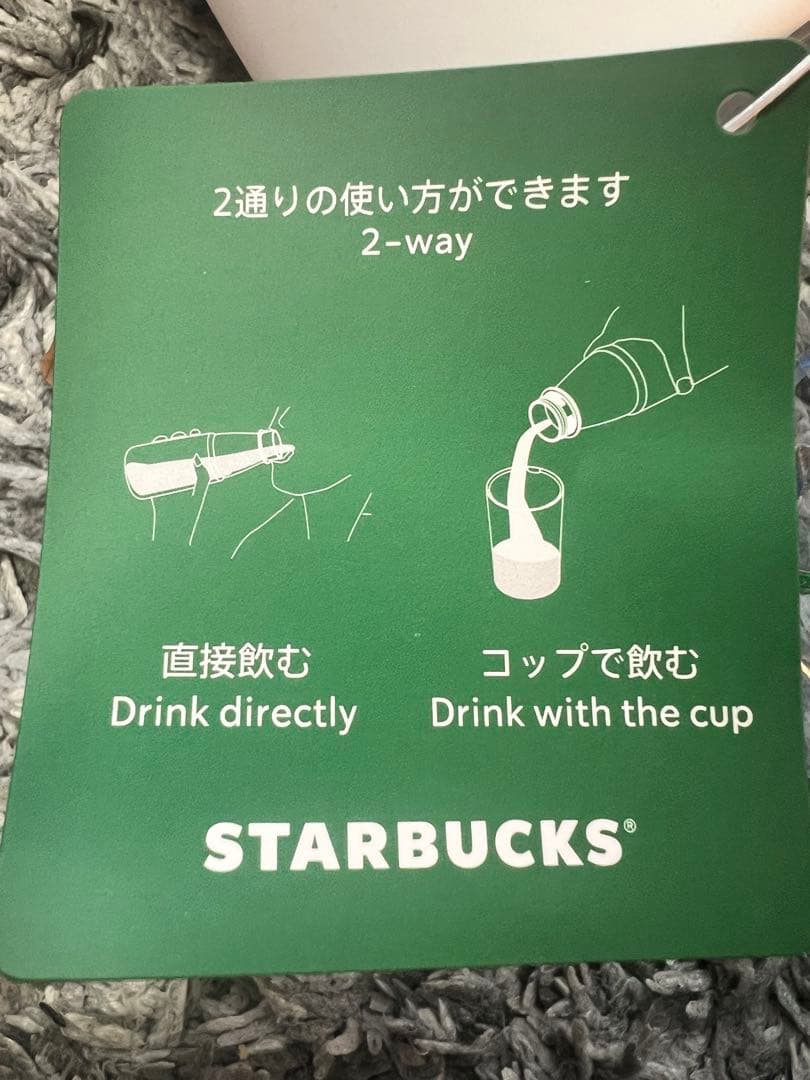 2通りの使い方ができます
2-way
直接飲む
Drink directly
コップで飲む
Drink with the cup
STARBUCKS®